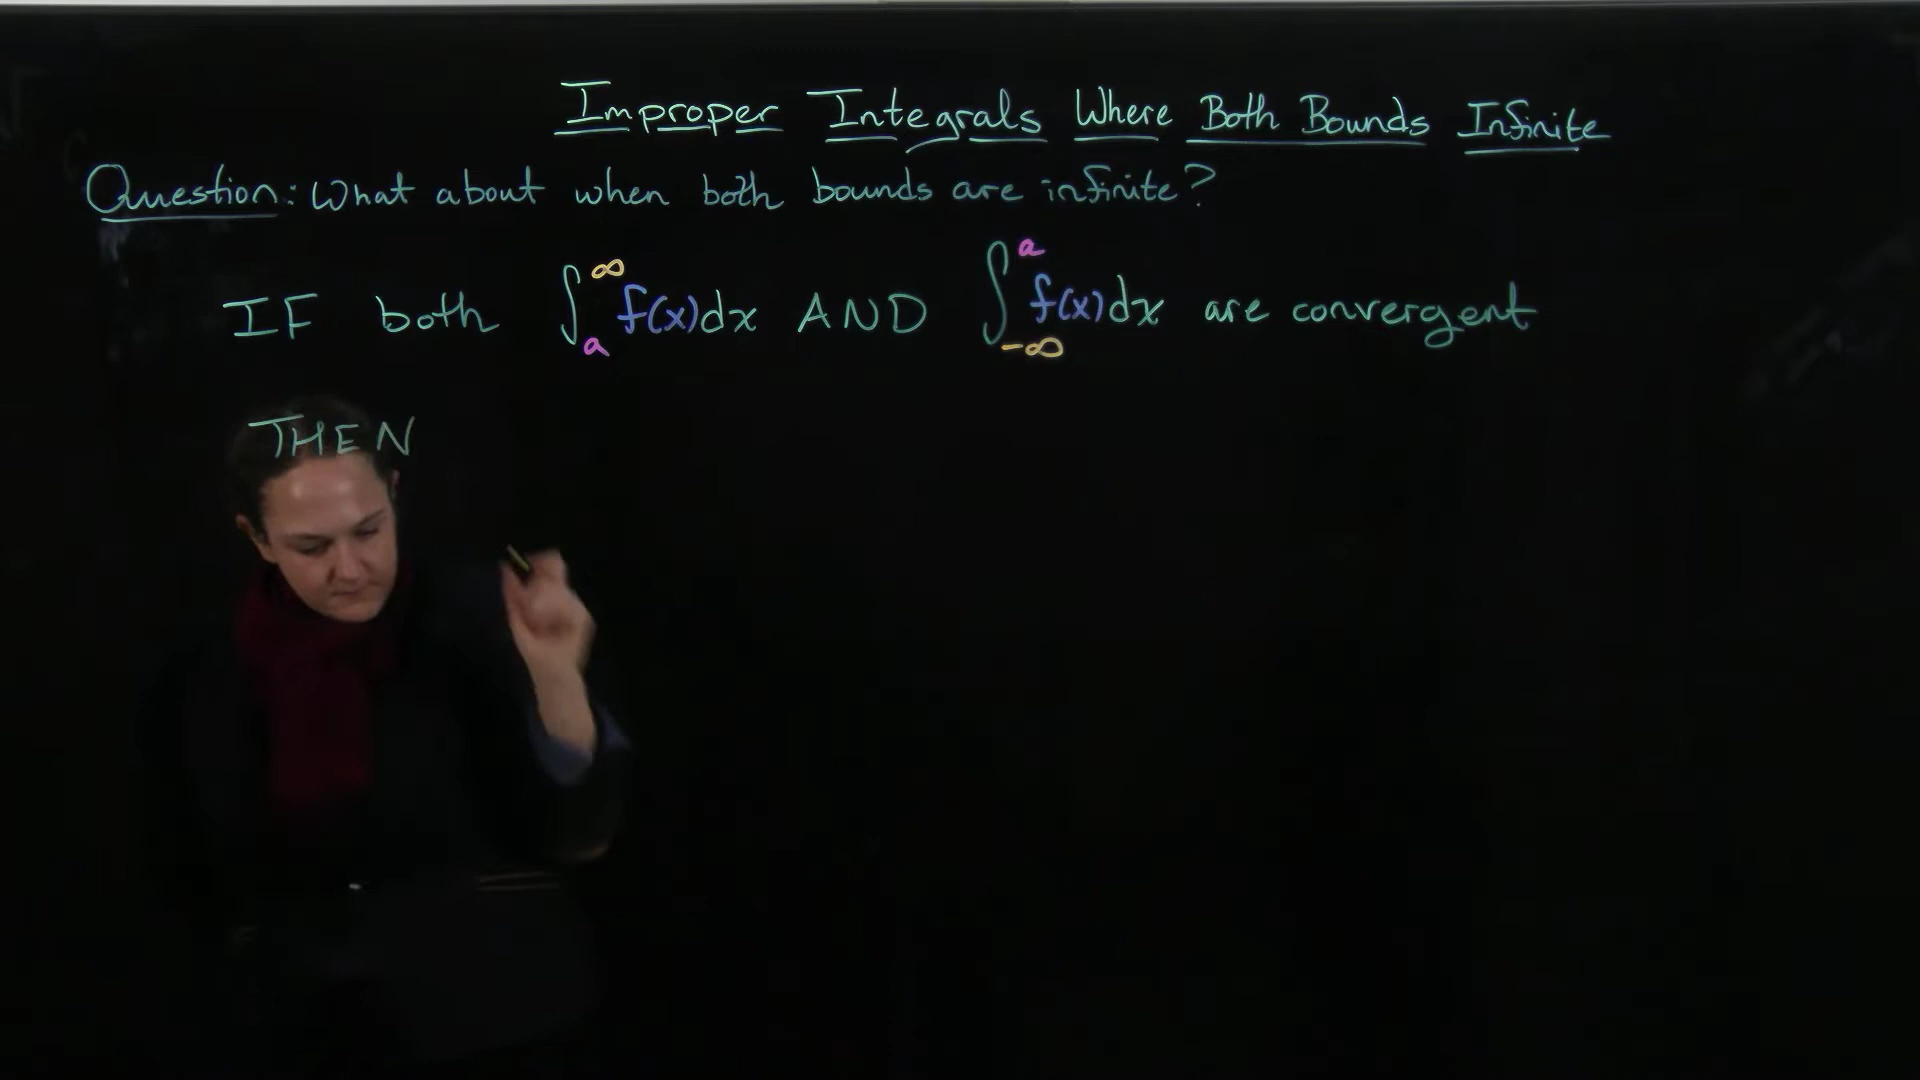 Improper Integrals Where Both Bounds Infinite
Question: What about when both bounds are infinite?
IF both ∫_a^∞ f(x)dx AND ∫_{-∞}^a f(x)dx are convergent
THEN